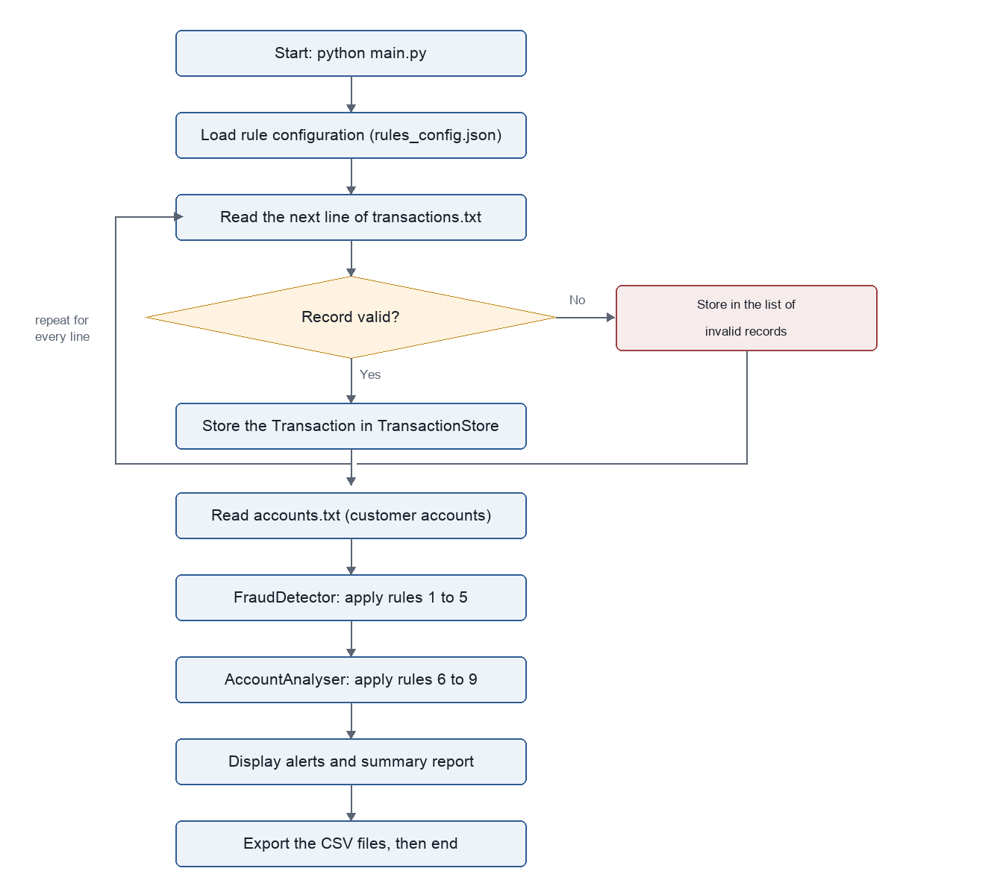 Start: python main.py
Load rule configuration (rules_config.json)
Read the next line of transactions.txt
Record valid?
No
Store in the list of
invalid records
repeat for
every line
Yes
Store the Transaction in TransactionStore
Read accounts.txt (customer accounts)
FraudDetector: apply rules 1 to 5
AccountAnalyser: apply rules 6 to 9
Display alerts and summary report
Export the CSV files, then end